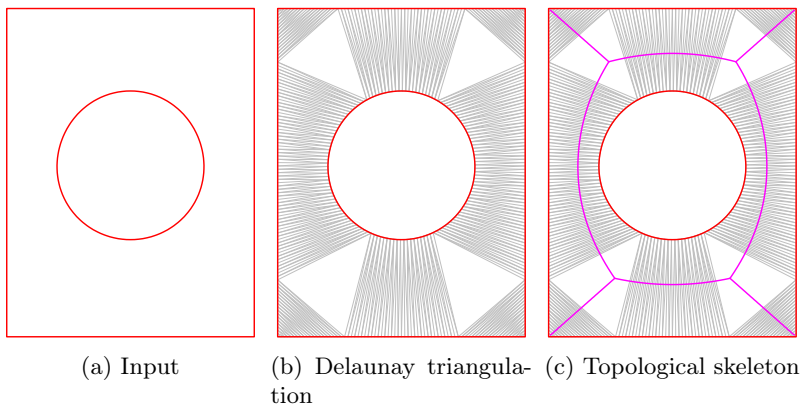 (a) Input
(b) Delaunay triangula-
tion
(c) Topological skeleton